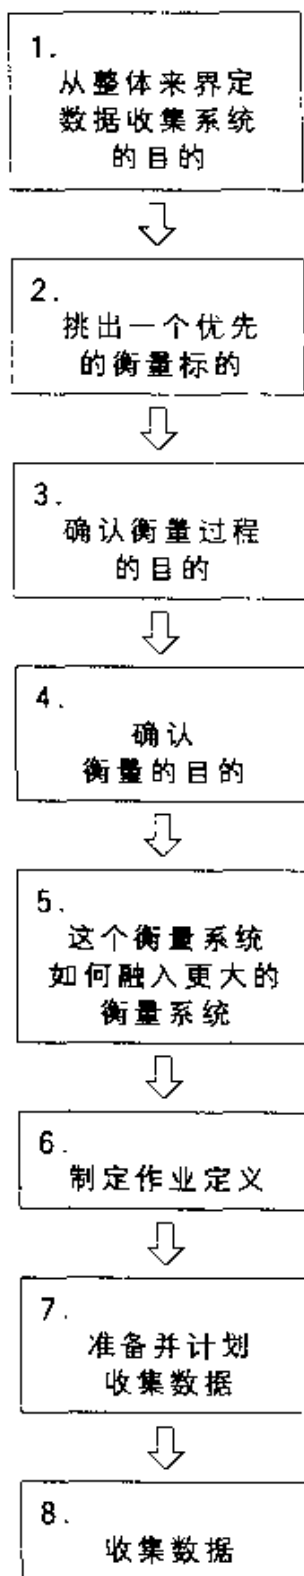 1.
从整体来界定
数据收集系统
的目的
2.
挑出一个优先
的衡量标的
3.
确认衡量过程
的目的
4.
确认
衡量的目的
5.
这个衡量系统
如何融入更大的
衡量系统
6.
制定作业定义
7.
准备并计划
收集数据
8.
收集数据